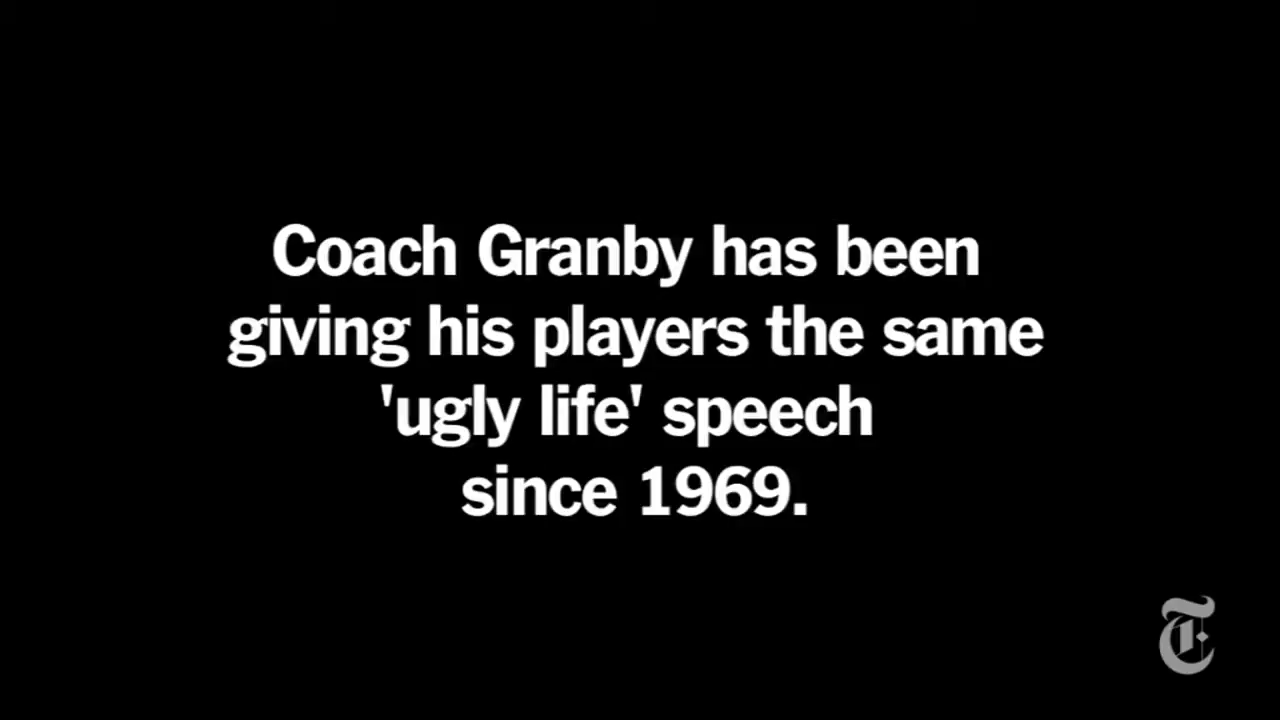 Coach Granby has been
giving his players the same
'ugly life' speech
since 1969.
T